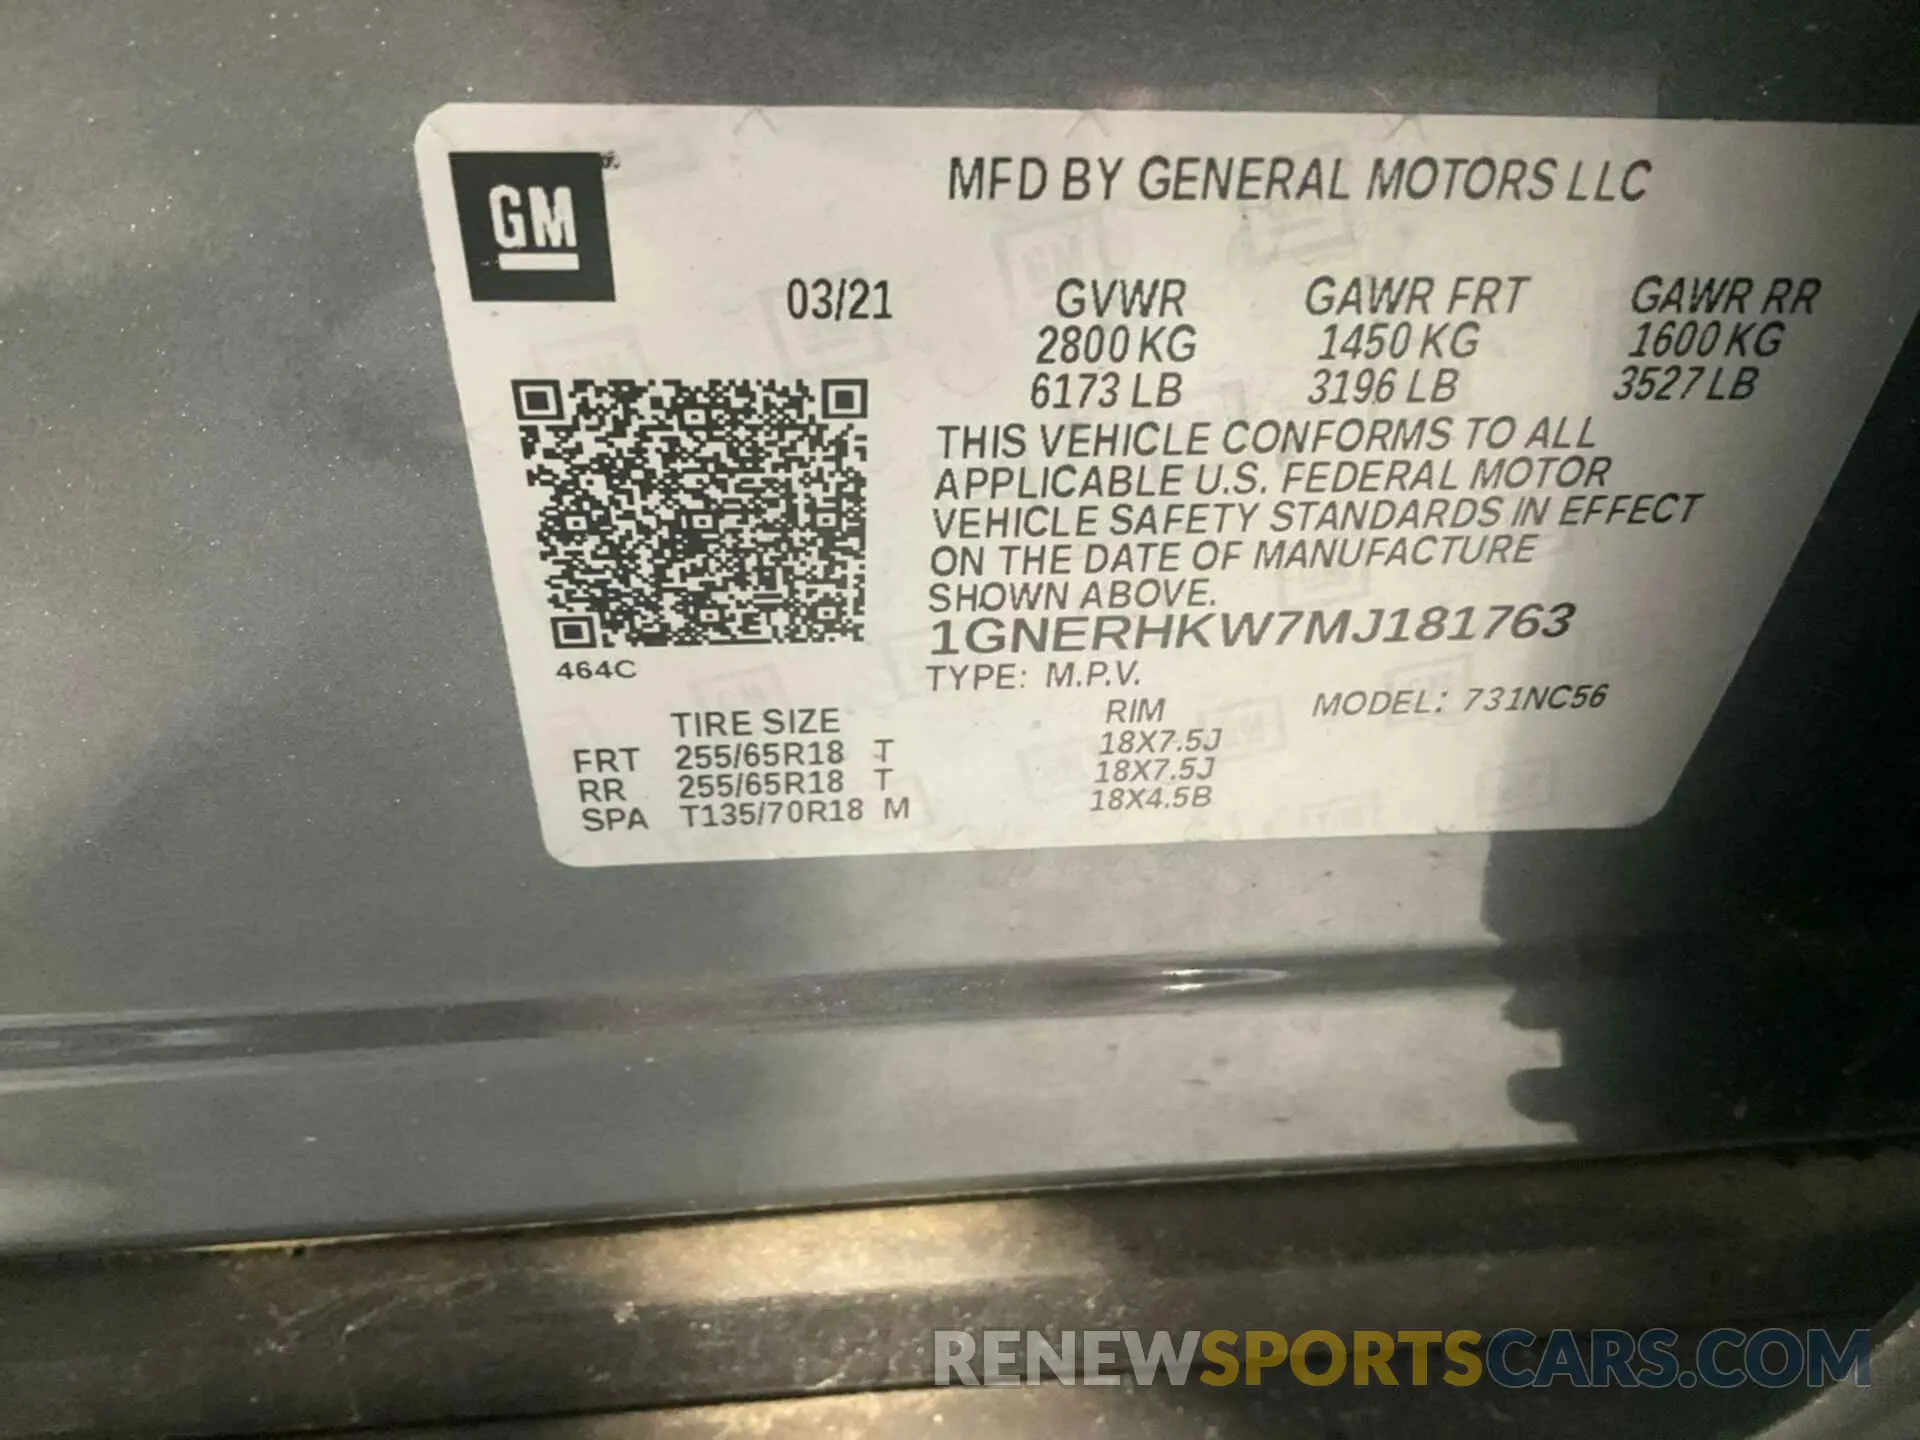 GM
MFD BY GENERAL MOTORS LLC
03/21 GVWR GAWR FRT GAWR RR
2800 KG 1450 KG 1600 KG
6173 LB 3196 LB 3527 LB
THIS VEHICLE CONFORMS TO ALL
APPLICABLE U.S. FEDERAL MOTOR
VEHICLE SAFETY STANDARDS IN EFFECT
ON THE DATE OF MANUFACTURE
SHOWN ABOVE.
1GNERHKW7MJ181763
464C
TYPE: M.P.V.
MODEL: 731NC56
TIRE SIZE RIM
FRT 255/65R18 T 18X7.5J
RR 255/65R18 T 18X7.5J
SPA T135/70R18 M 18X4.5B
RENEWSPORTSCARS.COM